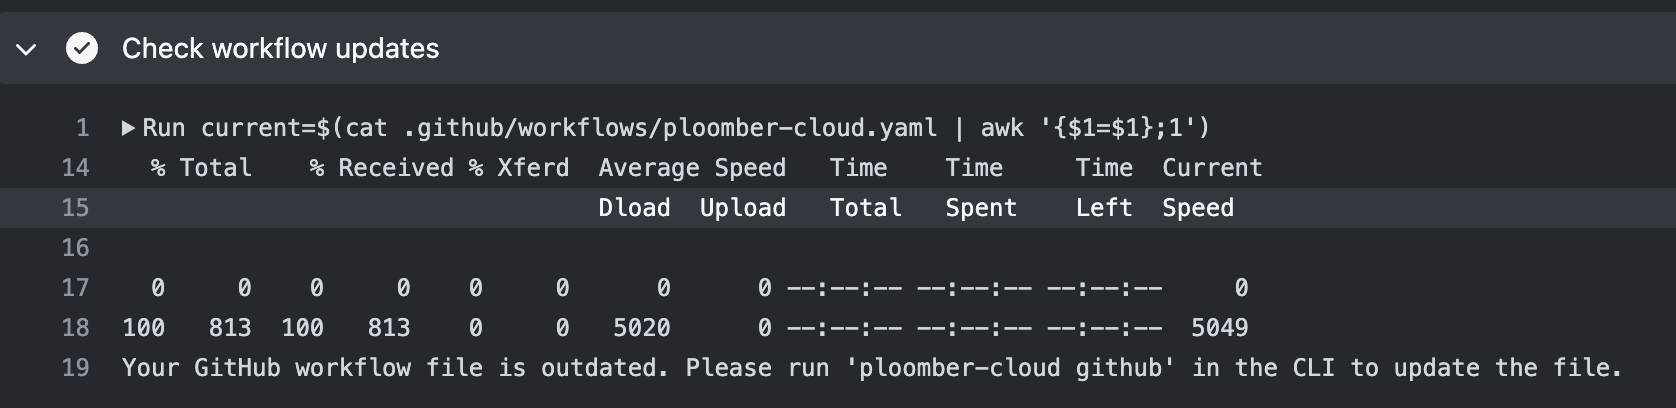 Check workflow updates
1 Run current=$(cat .github/workflows/ploomber-cloud.yaml | awk '{$1=$1};1')
14 % Total % Received % Xferd Average Speed Time Time Time Current
15 Dload Upload Total Spent Left Speed
16
17 0 0 0 0 0 0 0 0 --:--:-- --:--:-- --:--:-- 0
18 100 813 100 813 0 0 5020 0 --:--:-- --:--:-- --:--:-- 5049
19 Your GitHub workflow file is outdated. Please run 'ploomber-cloud github' in the CLI to update the file.